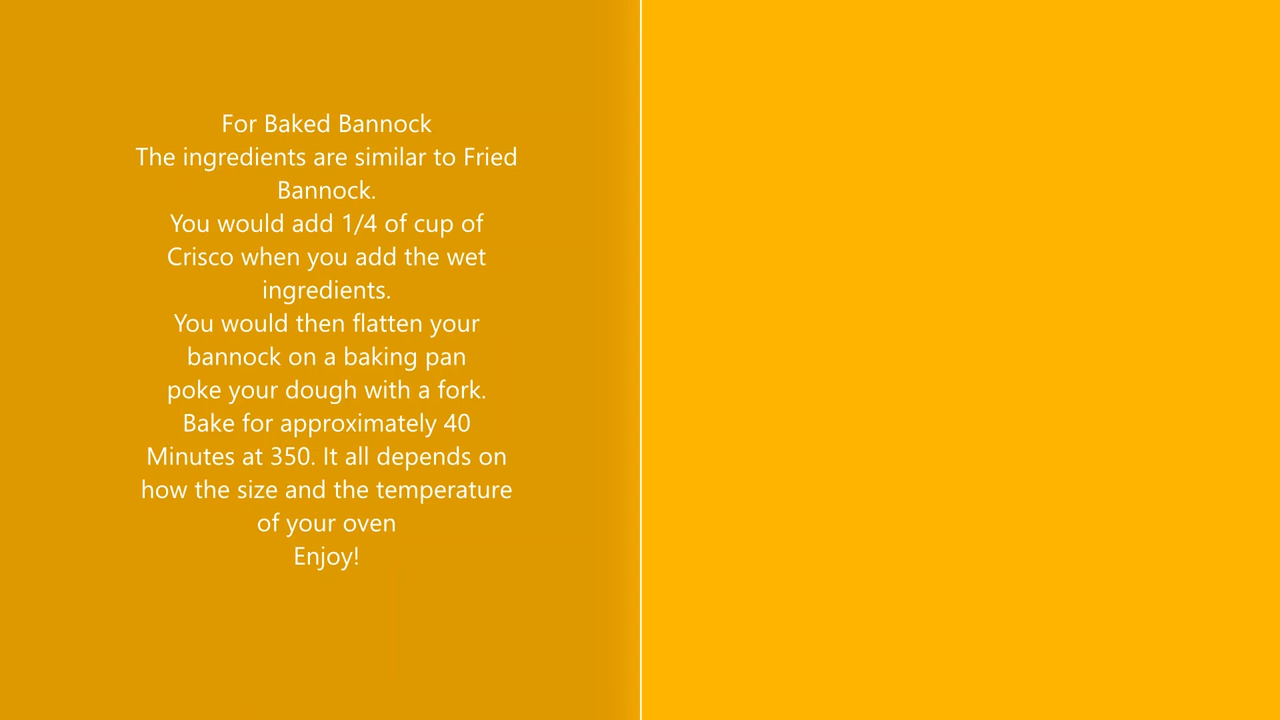 For Baked Bannock
The ingredients are similar to Fried
Bannock.
You would add 1/4 of cup of
Crisco when you add the wet
ingredients.
You would then flatten your
bannock on a baking pan
poke your dough with a fork.
Bake for approximately 40
Minutes at 350. It all depends on
how the size and the temperature
of your oven
Enjoy!